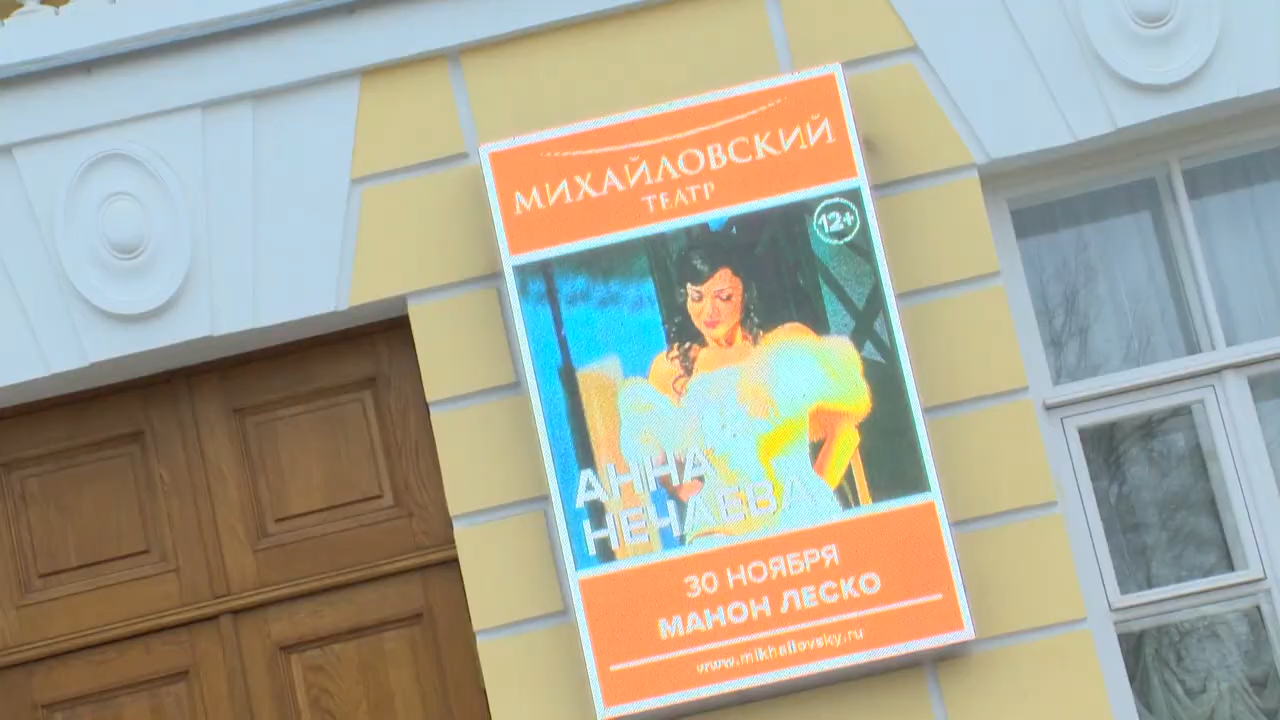 МИХАЙЛОВСКИЙ
ТЕАТР
12+
АННА
НЕЧАЕВА
30 НОЯБРЯ
МАНОН ЛЕСКО
www.mikhailovsky.ru